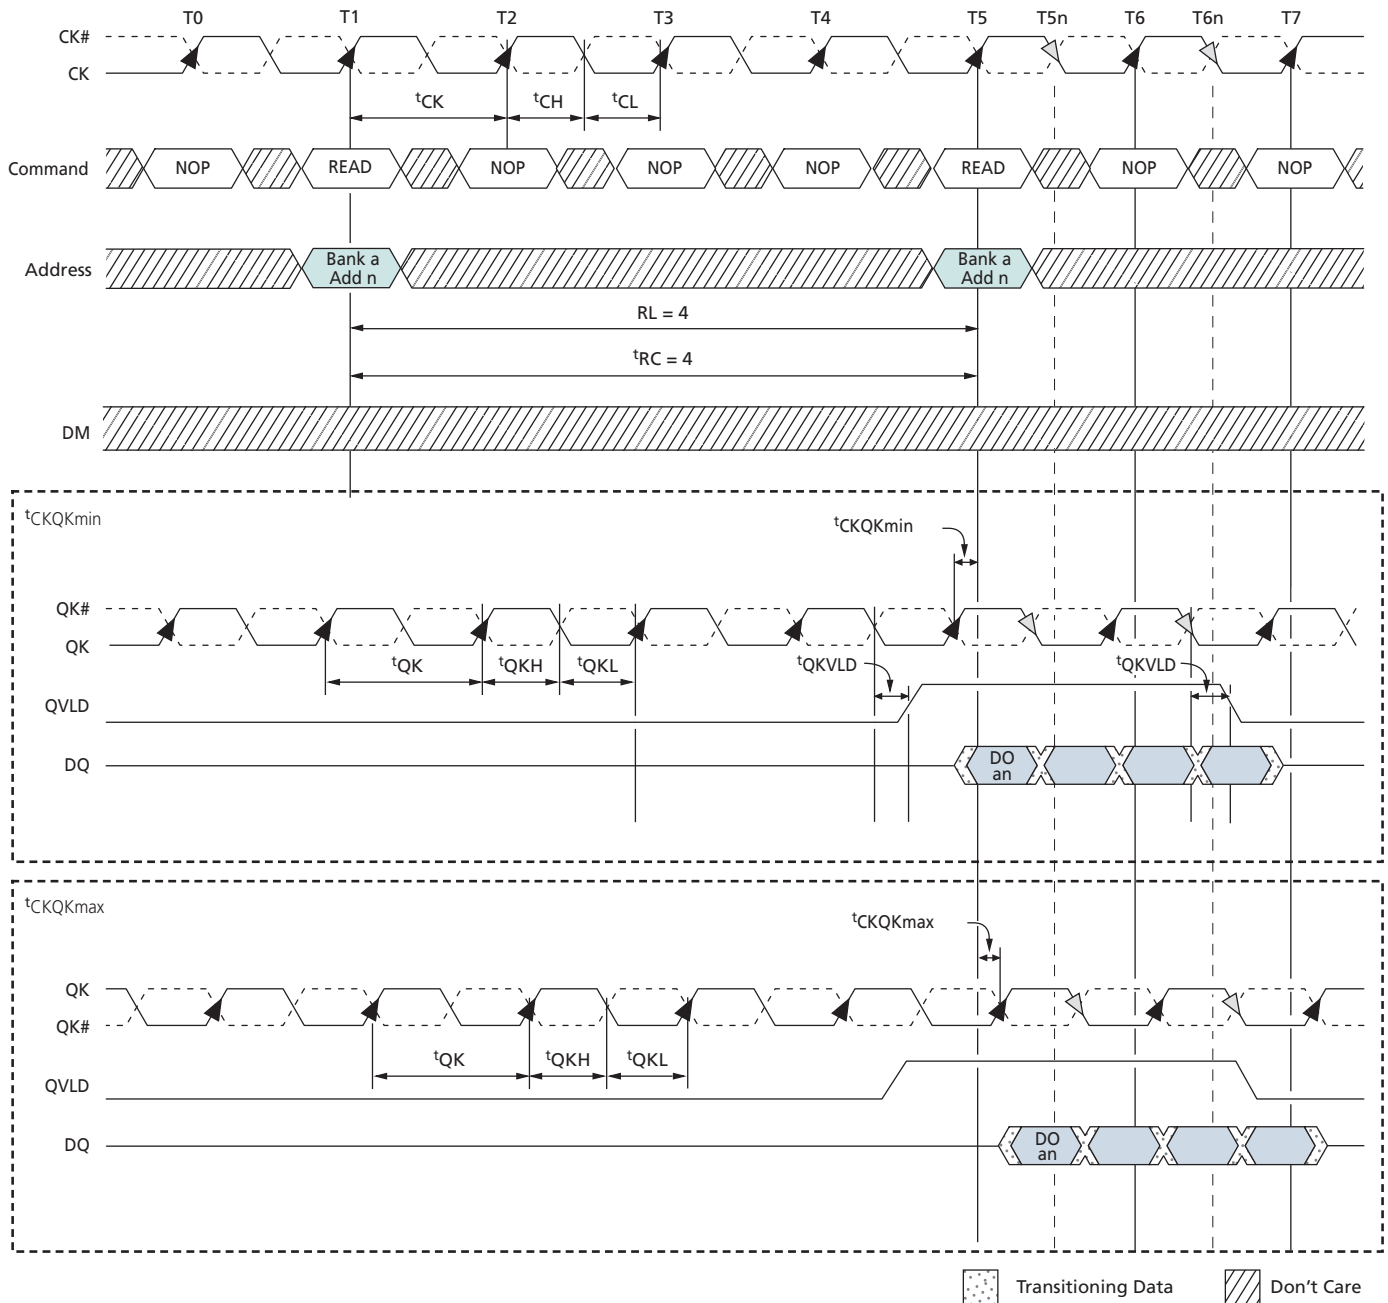 T0 T1 T2 T3 T4 T5 T5n T6 T6n T7
CK#
CK
tCK tCH tCL
Command NOP READ NOP NOP NOP READ NOP NOP
Address Bank a Bank a
Add n Add n
RL = 4
tRC = 4
DM
tCKQKmin
tCKQKmin
QK#
QK
tQK tQKH tQKL tQKVLD tQKVLD
QVLD
DQ DO
an
tCKQKmax
tCKQKmax
QK
QK#
tQK tQKH tQKL
QVLD
DQ DO
an
Transitioning Data Don't Care